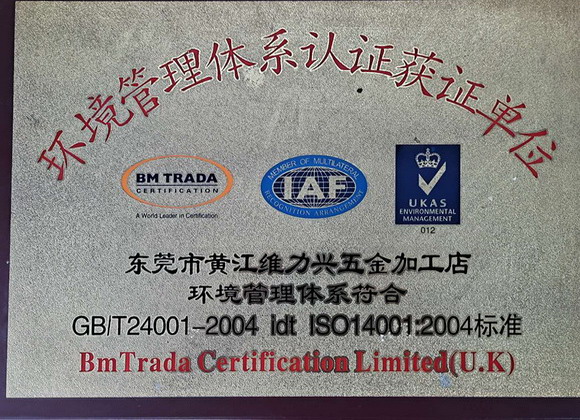 环境管理体系认证获证单位
BM TRADA
CERTIFICATION
A World Leader in Certification
MEMBER OF MULTILATERAL
IAF
RECOGNITION ARRANGEMENT
UKAS
ENVIRONMENTAL
MANAGEMENT
012
东莞市黄江维力兴五金加工店
环境管理体系符合
GB/T24001-2004 idt ISO14001:2004标准
BmTrada Certification Limited(U.K)